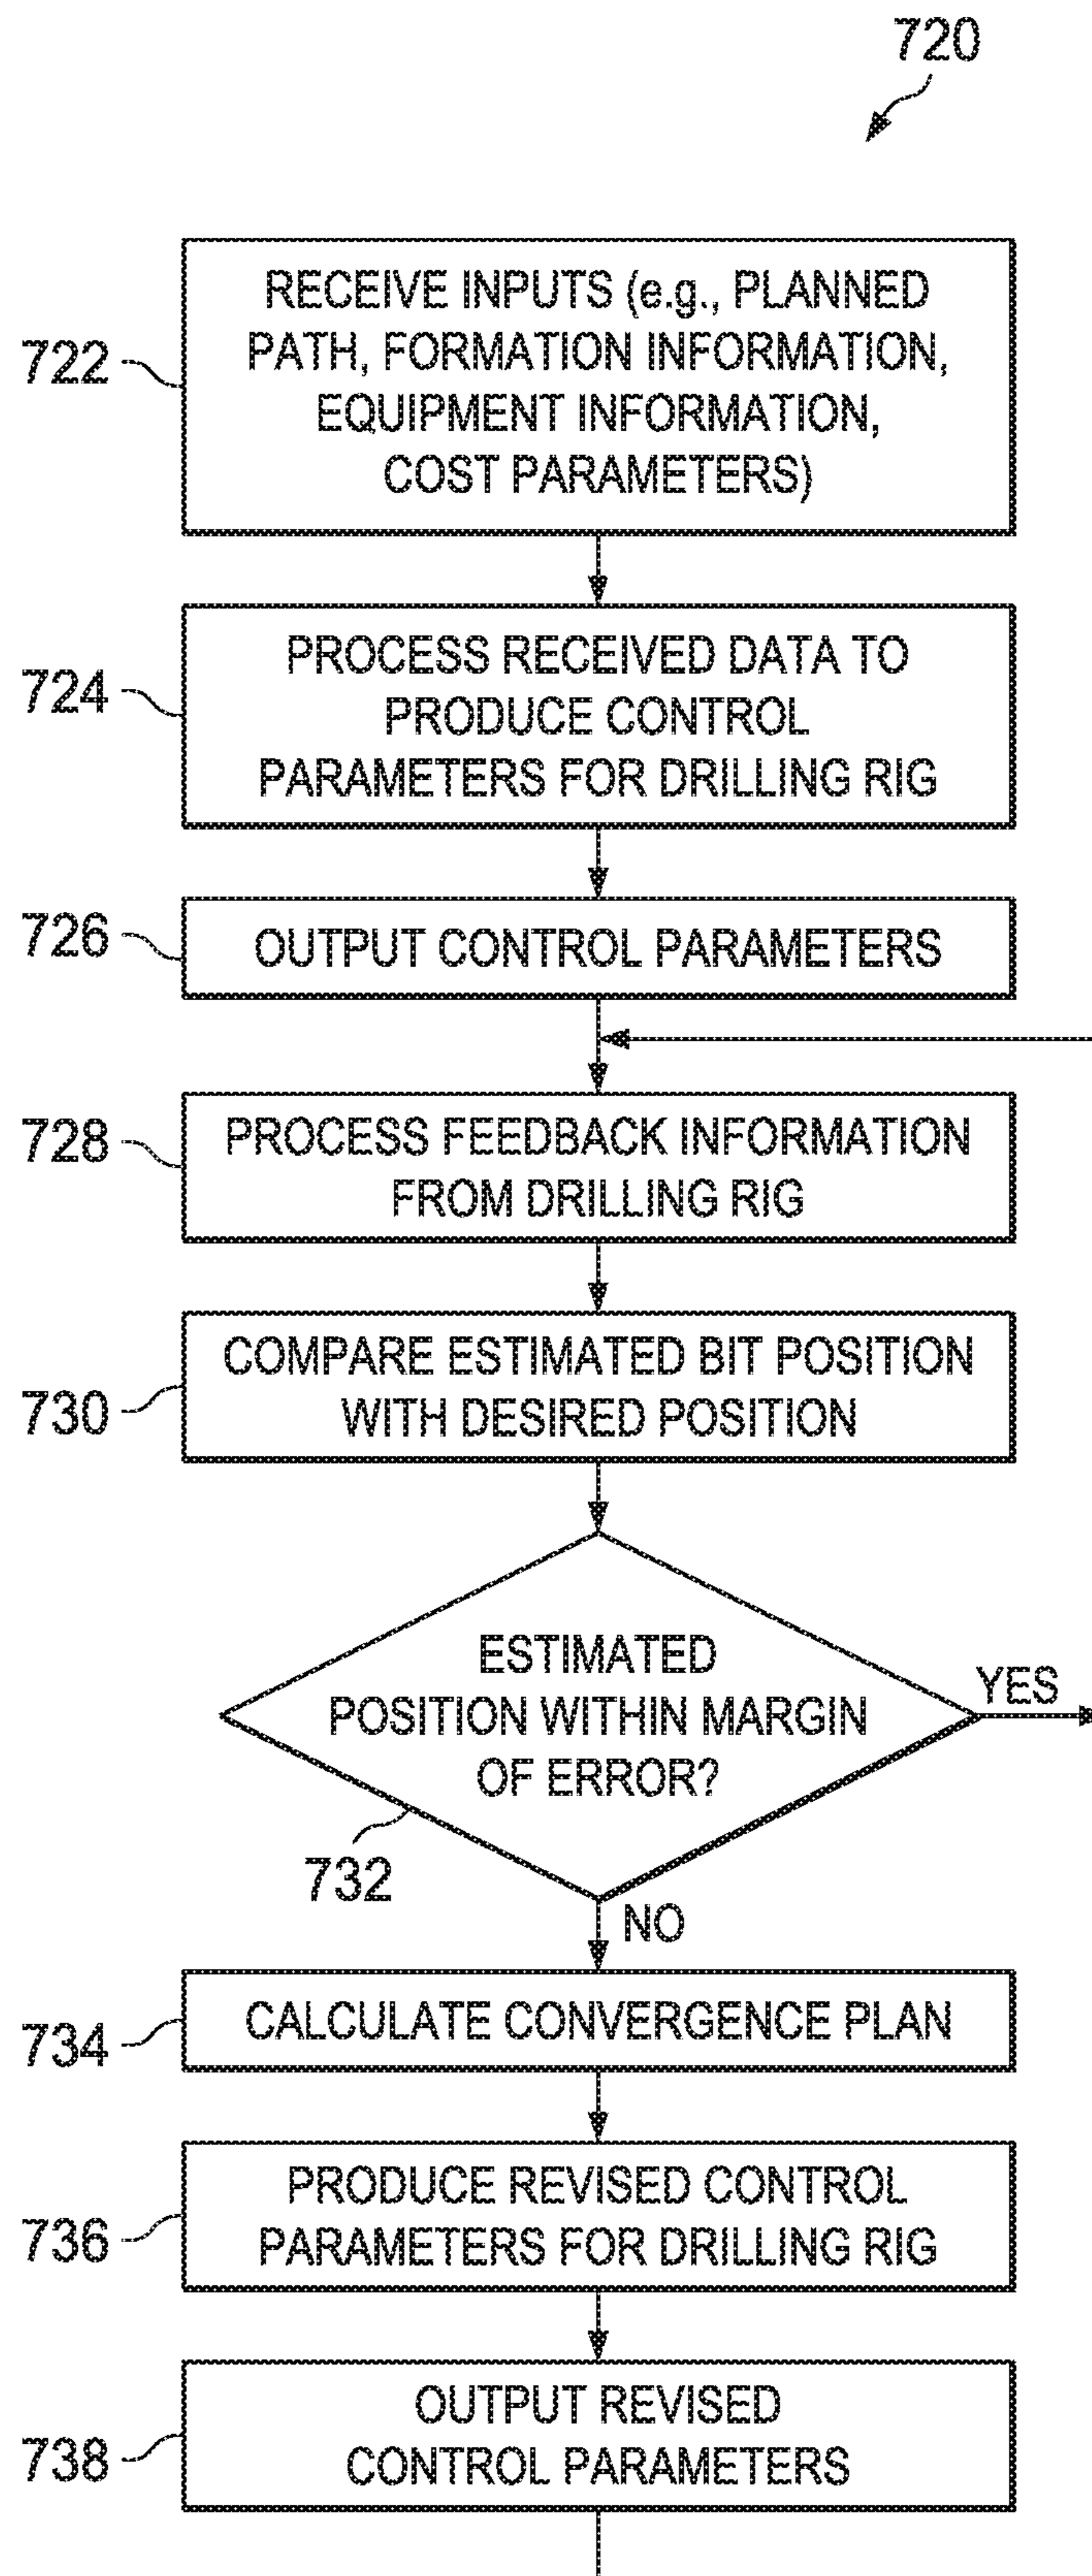 720
722
RECEIVE INPUTS (e.g., PLANNED
PATH, FORMATION INFORMATION,
EQUIPMENT INFORMATION,
COST PARAMETERS)
724
PROCESS RECEIVED DATA TO
PRODUCE CONTROL
PARAMETERS FOR DRILLING RIG
726
OUTPUT CONTROL PARAMETERS
728
PROCESS FEEDBACK INFORMATION
FROM DRILLING RIG
730
COMPARE ESTIMATED BIT POSITION
WITH DESIRED POSITION
ESTIMATED
POSITION WITHIN MARGIN
OF ERROR?
YES
732
NO
734
CALCULATE CONVERGENCE PLAN
736
PRODUCE REVISED CONTROL
PARAMETERS FOR DRILLING RIG
738
OUTPUT REVISED
CONTROL PARAMETERS